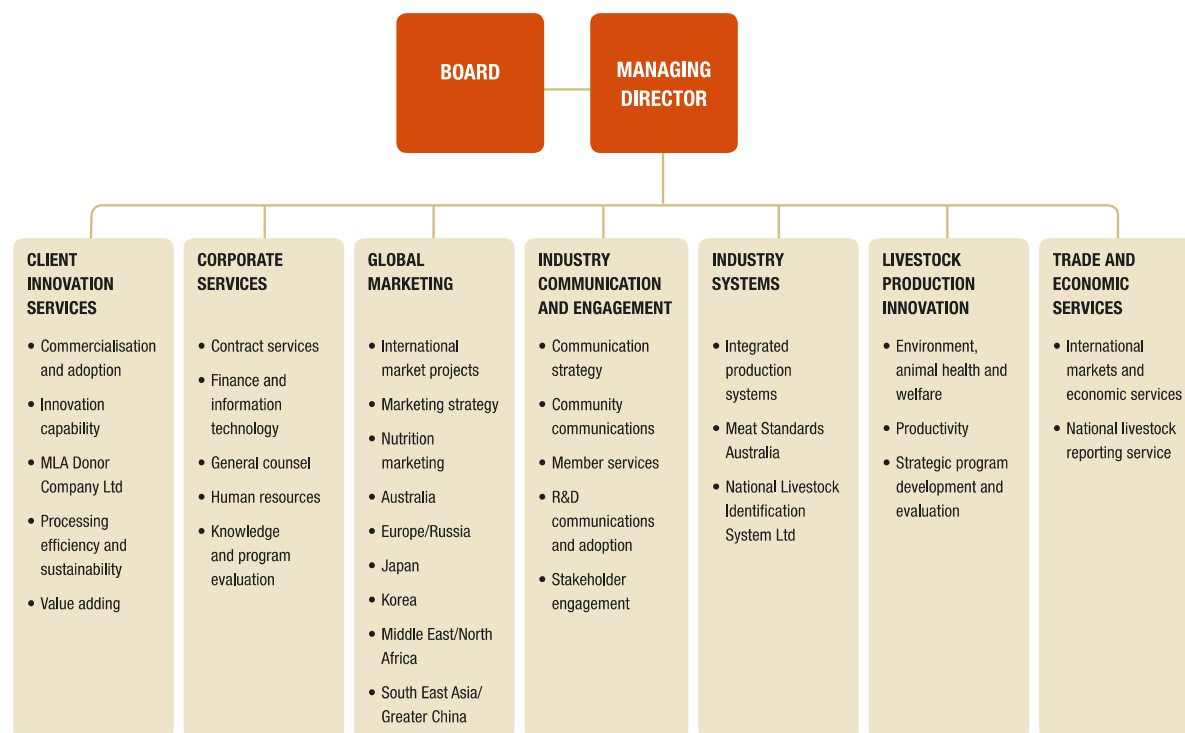 BOARD
MANAGING
DIRECTOR
CLIENT
INNOVATION
SERVICES
• Commercialisation
and adoption
• Innovation
capability
• MLA Donor
Company Ltd
• Processing
efficiency and
sustainability
• Value adding
CORPORATE
SERVICES
• Contract services
• Finance and
information
technology
• General counsel
• Human resources
• Knowledge
and program
evaluation
GLOBAL
MARKETING
• International
market projects
• Marketing strategy
• Nutrition
marketing
• Australia
• Europe/Russia
• Japan
• Korea
• Middle East/North
Africa
• South East Asia/
Greater China
INDUSTRY
COMMUNICATION
AND ENGAGEMENT
• Communication
strategy
• Community
communications
• Member services
• R&D
communications
and adoption
• Stakeholder
engagement
INDUSTRY
SYSTEMS
• Integrated
production
systems
• Meat Standards
Australia
• National Livestock
Identification
System Ltd
LIVESTOCK
PRODUCTION
INNOVATION
• Environment,
animal health and
welfare
• Productivity
• Strategic program
development and
evaluation
TRADE AND
ECONOMIC
SERVICES
• International
markets and
economic services
• National livestock
reporting service